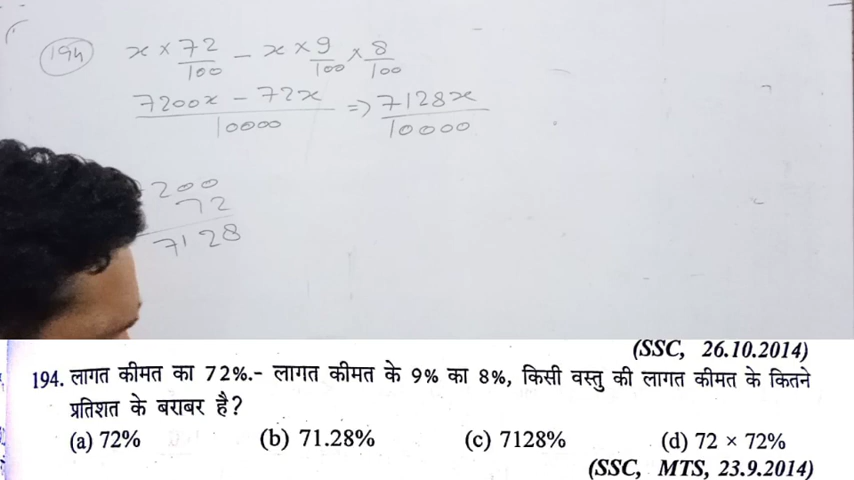 194 x × 72/100 − x × 9/100 × 8/100
7200x − 72x/10000 ⇒ 7128x/10000
200
72
7128
(SSC, 26.10.2014)
194. लागत कीमत का 72%.- लागत कीमत के 9% का 8%, किसी वस्तु की लागत कीमत के कितने
प्रतिशत के बराबर है?
(a) 72% (b) 71.28% (c) 7128% (d) 72 × 72%
(SSC, MTS, 23.9.2014)